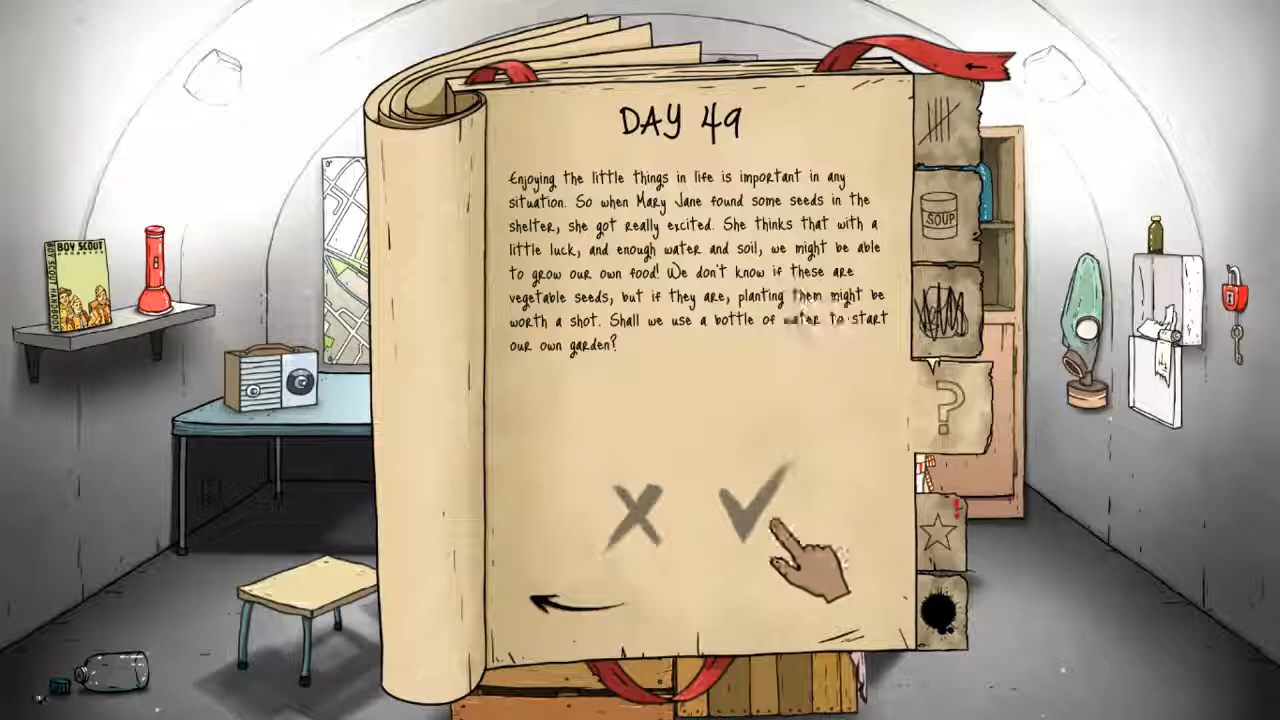 DAY 49
Enjoying the little things in life is important in any
situation. So when Mary Jane found some seeds in the
shelter, she got really excited. She thinks that with a
little luck, and enough water and soil, we might be able
to grow our own food! We don't know if these are
vegetable seeds, but if they are, planting them might be
worth a shot. Shall we use a bottle of water to start
our own garden?
SOUP
?
!
BOY SCOUT
BOY SCOUT HANDBOOK